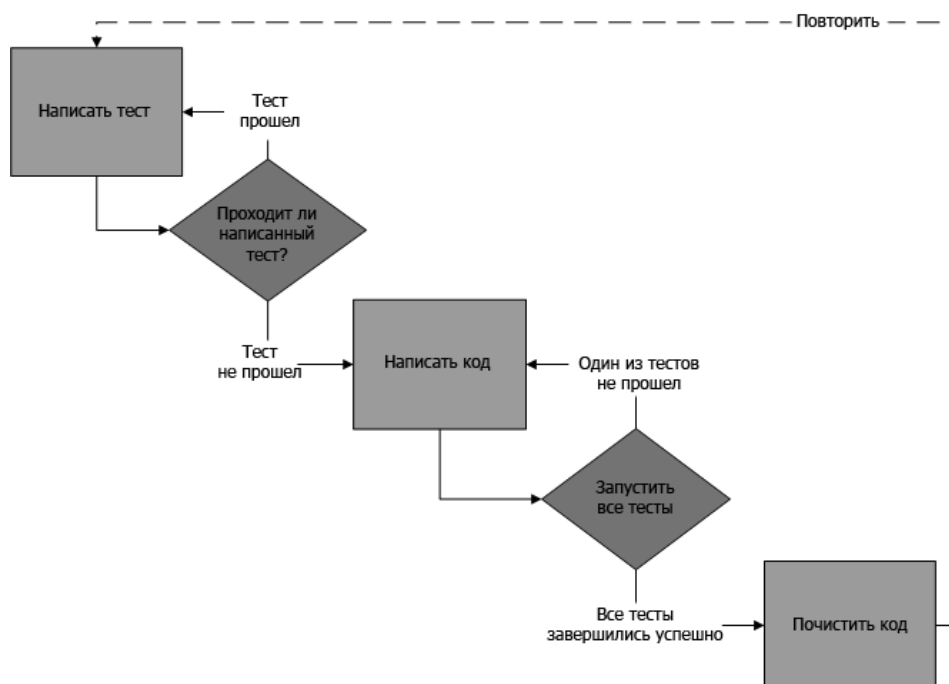 Повторить
Написать тест
Тест
прошел
Проходит ли
написанный
тест?
Тест
не прошел
Написать код
Один из тестов
не прошел
Запустить
все тесты
Все тесты
завершились успешно
Почистить код